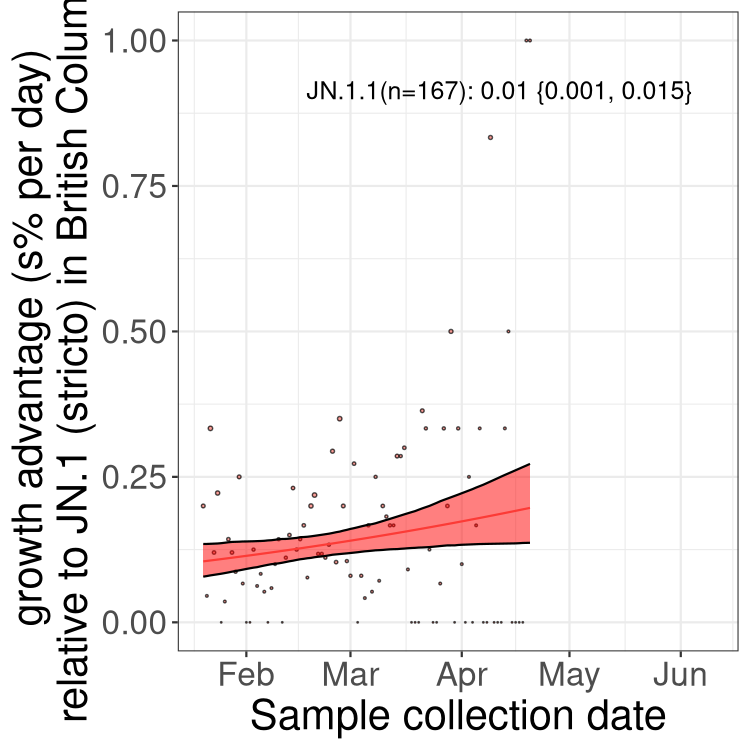 growth advantage (s% per day)
relative to JN.1 (stricto) in British Colum
1.00
0.75
0.50
0.25
0.00
JN.1.1(n=167): 0.01 {0.001, 0.015}
Feb Mar Apr May Jun
Sample collection date